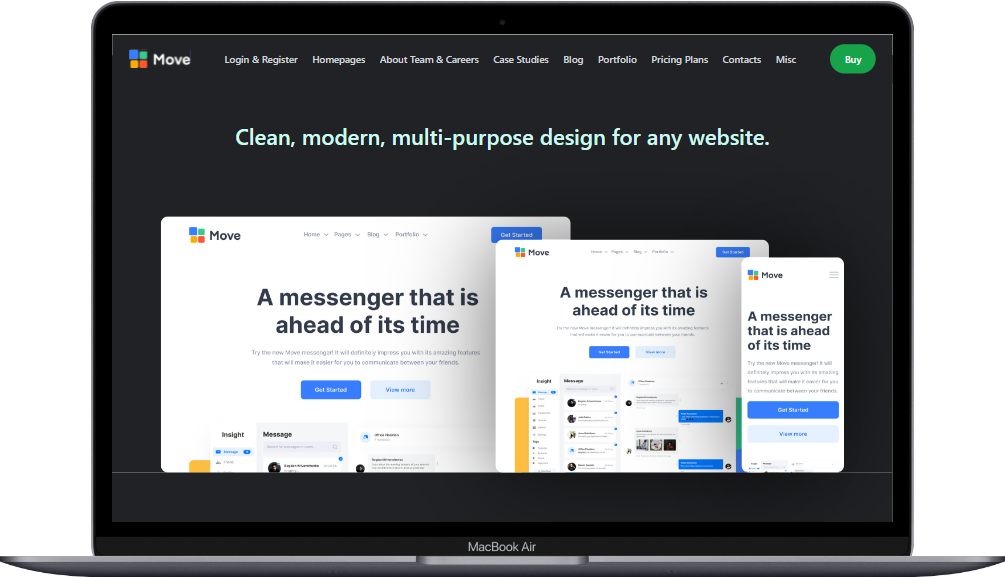 Move
Login & Register Homepages About Team & Careers Case Studies Blog Portfolio Pricing Plans Contacts Misc Buy
Clean, modern, multi-purpose design for any website.
Move
Home Pages Blog Portfolio
Get Started
A messenger that is
ahead of its time
Try the new Move messenger! It will definitely impress you with its amazing features
that will make it easier for you to communicate between your friends.
Get Started View more
Insight
Message
Message
Office Namico
Move
Home Pages Blog Portfolio
Get Started
A messenger that is
ahead of its time
Try the new Move messenger! It will definitely impress you with its amazing features
that will make it easier for you to communicate between your friends.
Get Started View more
Insight
Message
Message
Move
A messenger
that is ahead
of its time
Try the new Move messenger! It will
definitely impress you with its amazing
features that will make it easier for you
to communicate between your friends.
Get Started
View more
MacBook Air